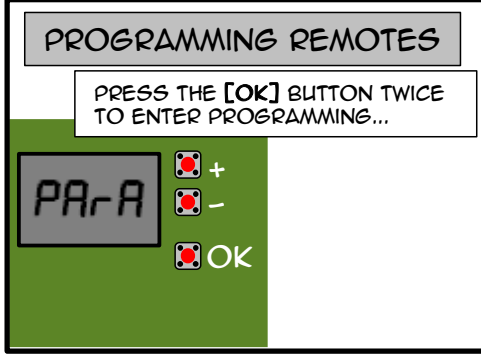 PROGRAMMING REMOTES
PRESS THE [OK] BUTTON TWICE
TO ENTER PROGRAMMING...
PArA
+
-
OK